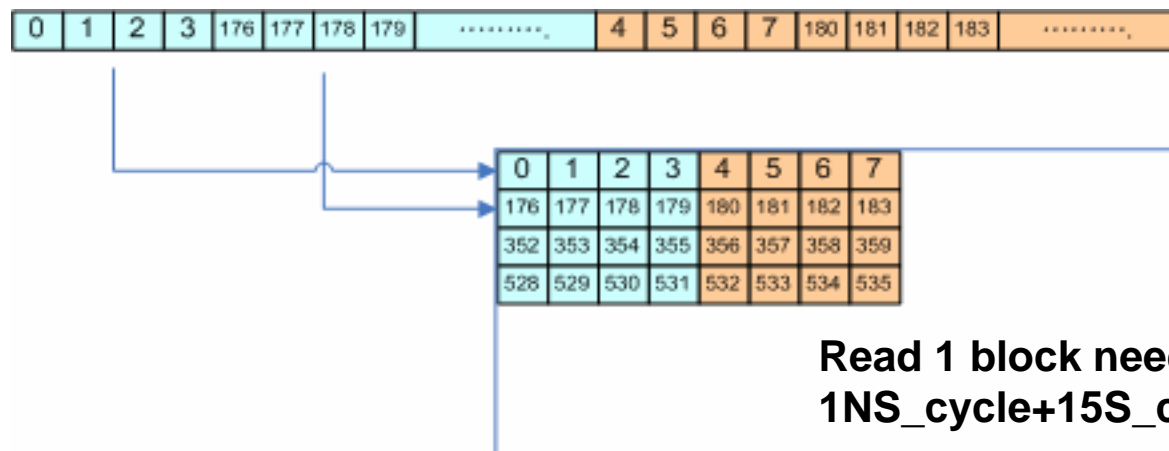 0 1 2 3 176 177 178 179 ........., 4 5 6 7 180 181 182 183 .........,
0 1 2 3 4 5 6 7
176 177 178 179 180 181 182 183
352 353 354 355 356 357 358 359
528 529 530 531 532 533 534 535
Read 1 block
1NS_cycle+15S_